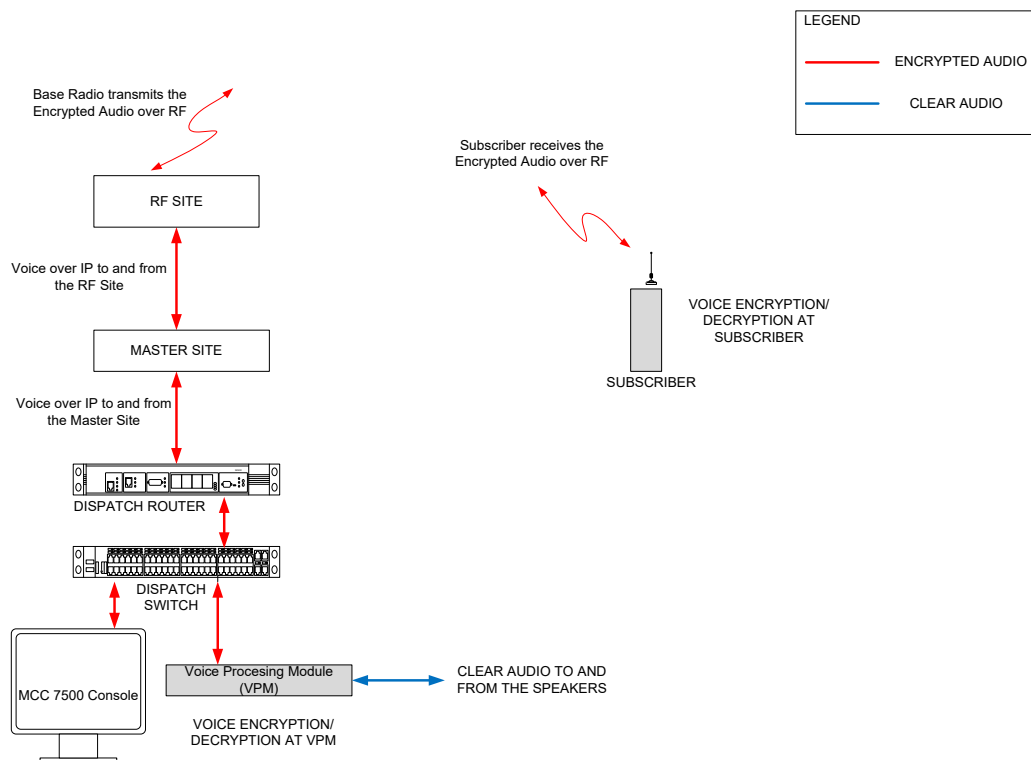 LEGEND
ENCRYPTED AUDIO
CLEAR AUDIO
Base Radio transmits the
Encrypted Audio over RF
Subscriber receives the
Encrypted Audio over RF
RF SITE
Voice over IP to and from
the RF Site
VOICE ENCRYPTION/
DECRYPTION AT
SUBSCRIBER
MASTER SITE
SUBSCRIBER
Voice over IP to and from
the Master Site
DISPATCH ROUTER
DISPATCH
SWITCH
MCC 7500 Console
Voice Procesing Module
(VPM)
CLEAR AUDIO TO AND
FROM THE SPEAKERS
VOICE ENCRYPTION/
DECRYPTION AT VPM